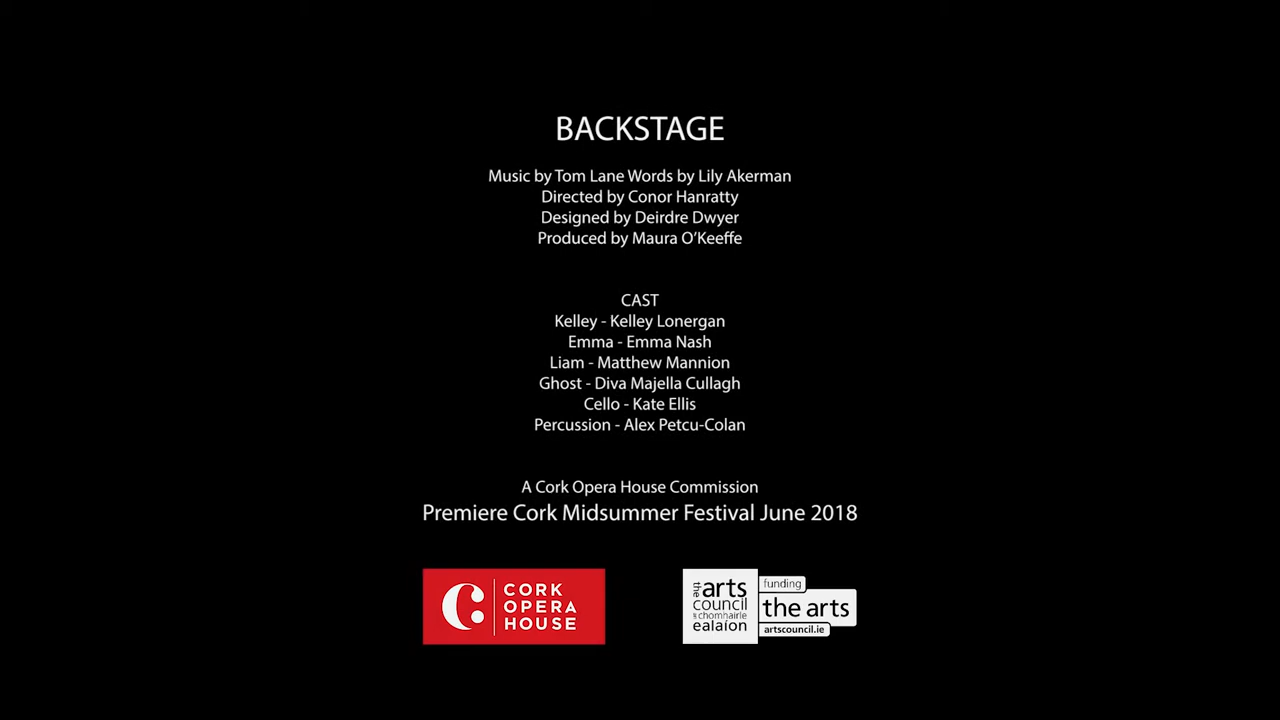 BACKSTAGE
Music by Tom Lane Words by Lily Akerman
Directed by Conor Hanratty
Designed by Deirdre Dwyer
Produced by Maura O'Keeffe
CAST
Kelley - Kelley Lonergan
Emma - Emma Nash
Liam - Matthew Mannion
Ghost - Diva Majella Cullagh
Cello - Kate Ellis
Percussion - Alex Petcu-Colan
A Cork Opera House Commission
Premiere Cork Midsummer Festival June 2018
CORK
OPERA
HOUSE
the arts
council
chomhairle
ealaíon
funding
the arts
artscouncil.ie